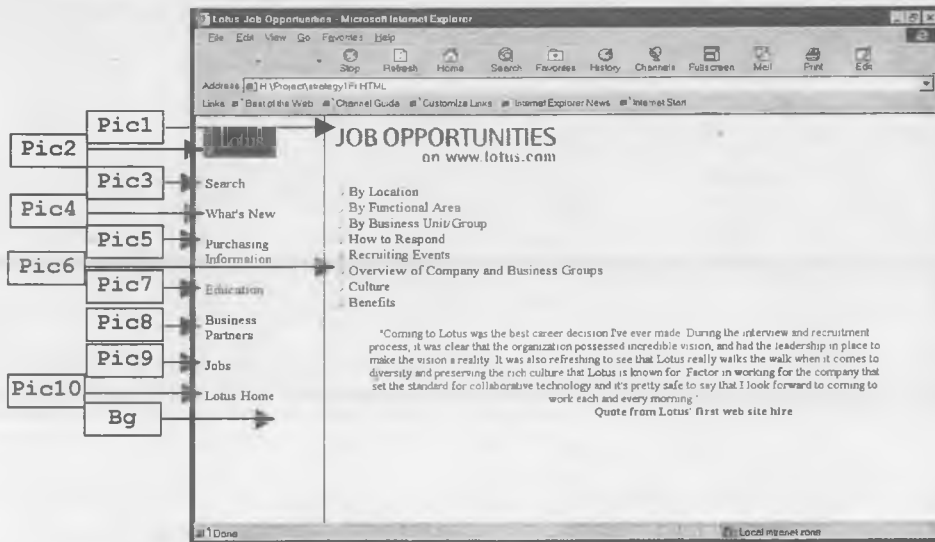 Lotus Job Opportunities - Microsoft Internet Explorer
File Edit View Go Favorites Help
Stop Refresh Home Search Favorites History Channels Fullscreen Mail Print Edit
Address H:\Project\strategy1Fi HTML
Links Best of the Web Channel Guide Customize Links Internet Explorer News Internet Start
Pic1
Pic2
Pic3
Pic4
Pic5
Pic6
Pic7
Pic8
Pic9
Pic10
Bg
Lotus
Search
What's New
Purchasing
Information
Education
Business
Partners
Jobs
Lotus Home
JOB OPPORTUNITIES
on www.lotus.com
. By Location
. By Functional Area
. By Business Unit/Group
. How to Respond
. Recruiting Events
. Overview of Company and Business Groups
. Culture
. Benefits
"Coming to Lotus was the best career decision I've ever made. During the interview and recruitment
process, it was clear that the organization possessed incredible vision, and had the leadership in place to
make the vision a reality. It was also refreshing to see that Lotus really walks the walk when it comes to
diversity and preserving the rich culture that Lotus is known for. Factor in working for the company that
set the standard for collaborative technology and it's pretty safe to say that I look forward to coming to
work each and every morning."
Quote from Lotus' first web site hire
Done
Local intranet zone